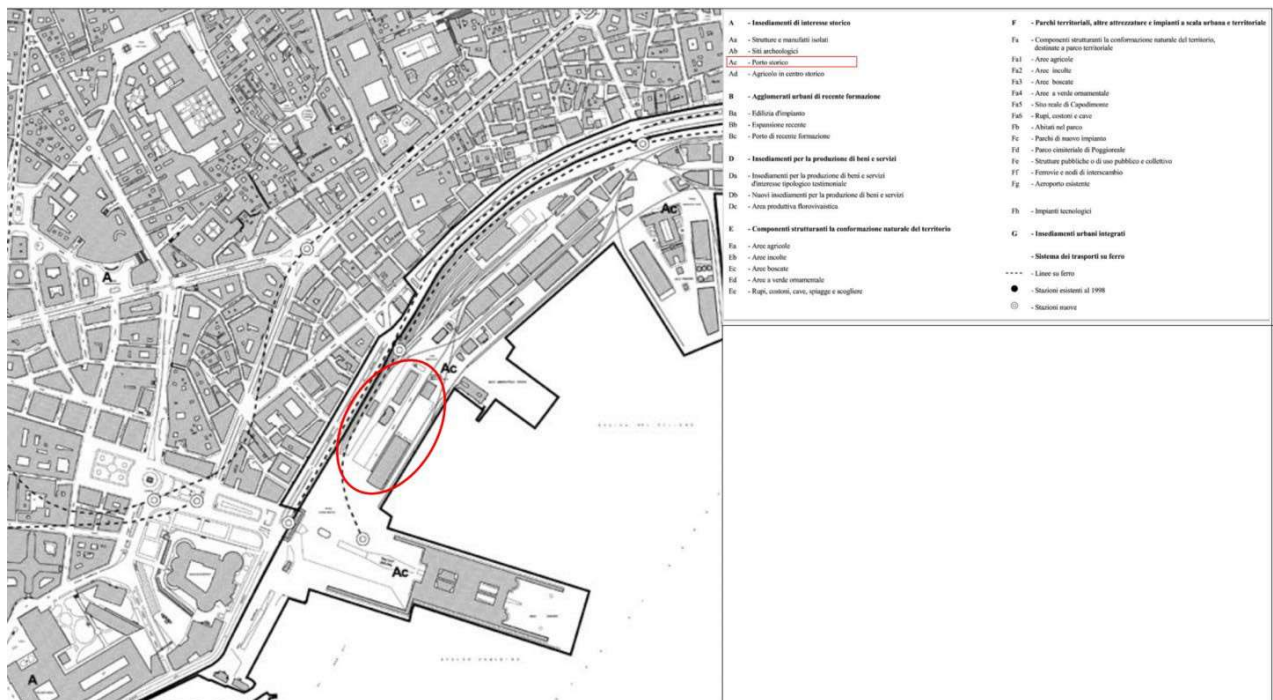 A
A
Ac
Ac
Ac
A - Insediamenti di interesse storico
Aa - Strutture e manufatti isolati
Ab - Siti archeologici
Ac - Porto storico
Ad - Agricolo in centro storico
B - Agglomerati urbani di recente formazione
Ba - Edilizia d'impianto
Bb - Espansione recente
Bc - Porto di recente formazione
D - Insediamenti per la produzione di beni e servizi
Da - Insediamenti per la produzione di beni e servizi
d'interesse tipologico testimoniale
Db - Nuovi insediamenti per la produzione di beni e servizi
Dc - Area produttiva florovivaistica
E - Componenti strutturanti la conformazione naturale del territorio
Ea - Aree agricole
Eb - Aree incolte
Ec - Aree boscate
Ed - Aree a verde ornamentale
Ee - Rupi, costoni, cave, spiagge e scogliere
F - Parchi territoriali, altre attrezzature e impianti a scala urbana e territoriale
Fa - Componenti strutturanti la conformazione naturale del territorio,
destinate a parco territoriale
Fa1 - Aree agricole
Fa2 - Aree incolte
Fa3 - Aree boscate
Fa4 - Aree a verde ornamentale
Fa5 - Sito reale di Capodimonte
Fa6 - Rupi, costoni e cave
Fb - Abitati nel parco
Fc - Parchi di nuovo impianto
Fd - Parco cimiteriale di Poggioreale
Fe - Strutture pubbliche o di uso pubblico e collettivo
Ff - Ferrovie e nodi di interscambio
Fg - Aeroporto esistente
Fh - Impianti tecnologici
G - Insediamenti urbani integrati
- Sistema dei trasporti su ferro
- Linee su ferro
- Stazioni esistenti al 1998
- Stazioni nuove